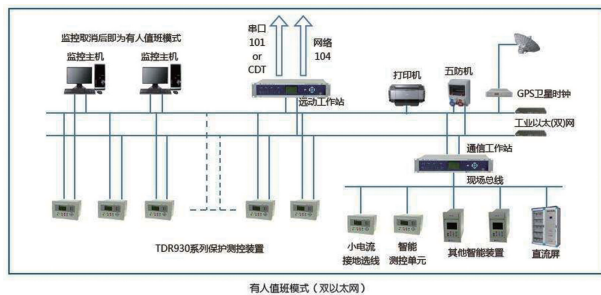 监控取消后即为有人值班模式
监控主机
监控主机
串口
101
or
CDT
网络
104
远动工作站
打印机
五防机
GPS卫星时钟
工业以太(双)网
通信工作站
现场总线
TDR930系列保护测控装置
小电流
接地选线
智能
测控单元
其他智能装置
直流屏
有人值班模式(双以太网)